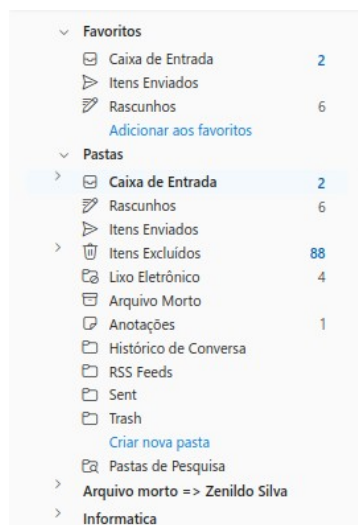 Favoritos
Caixa de Entrada 2
Itens Enviados
Rascunhos 6
Adicionar aos favoritos
Pastas
Caixa de Entrada 2
Rascunhos 6
Itens Enviados
Itens Excluídos 88
Lixo Eletrônico 4
Arquivo Morto
Anotações 1
Histórico de Conversa
RSS Feeds
Sent
Trash
Criar nova pasta
Pastas de Pesquisa
Arquivo morto => Zenildo Silva
Informatica